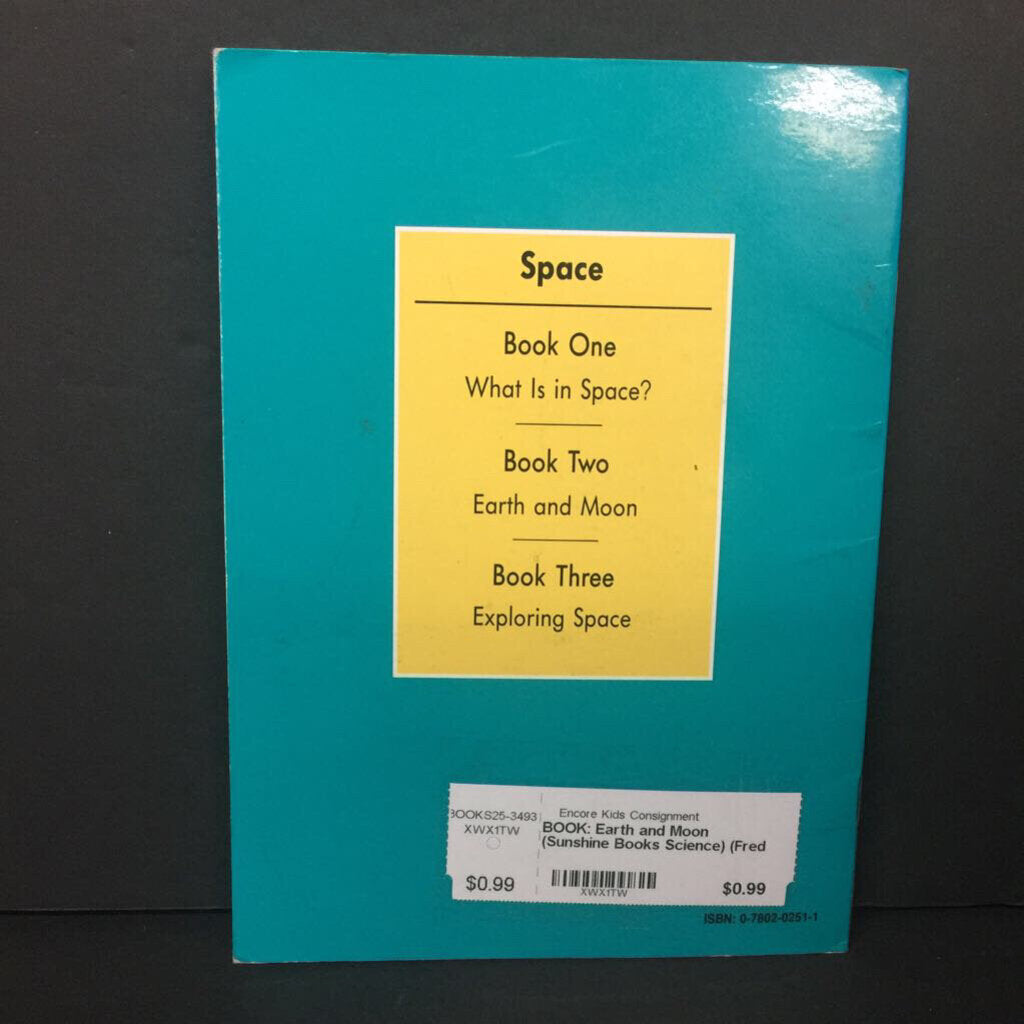 Space
Book One
What Is in Space?
Book Two
Earth and Moon
Book Three
Exploring Space
BOOKS25-3493
XWX1TW
$0.99
Encore Kids Consignment
BOOK: Earth and Moon
(Sunshine Books Science) (Fred
XWX1TW
$0.99
ISBN: 0-7802-0251-1